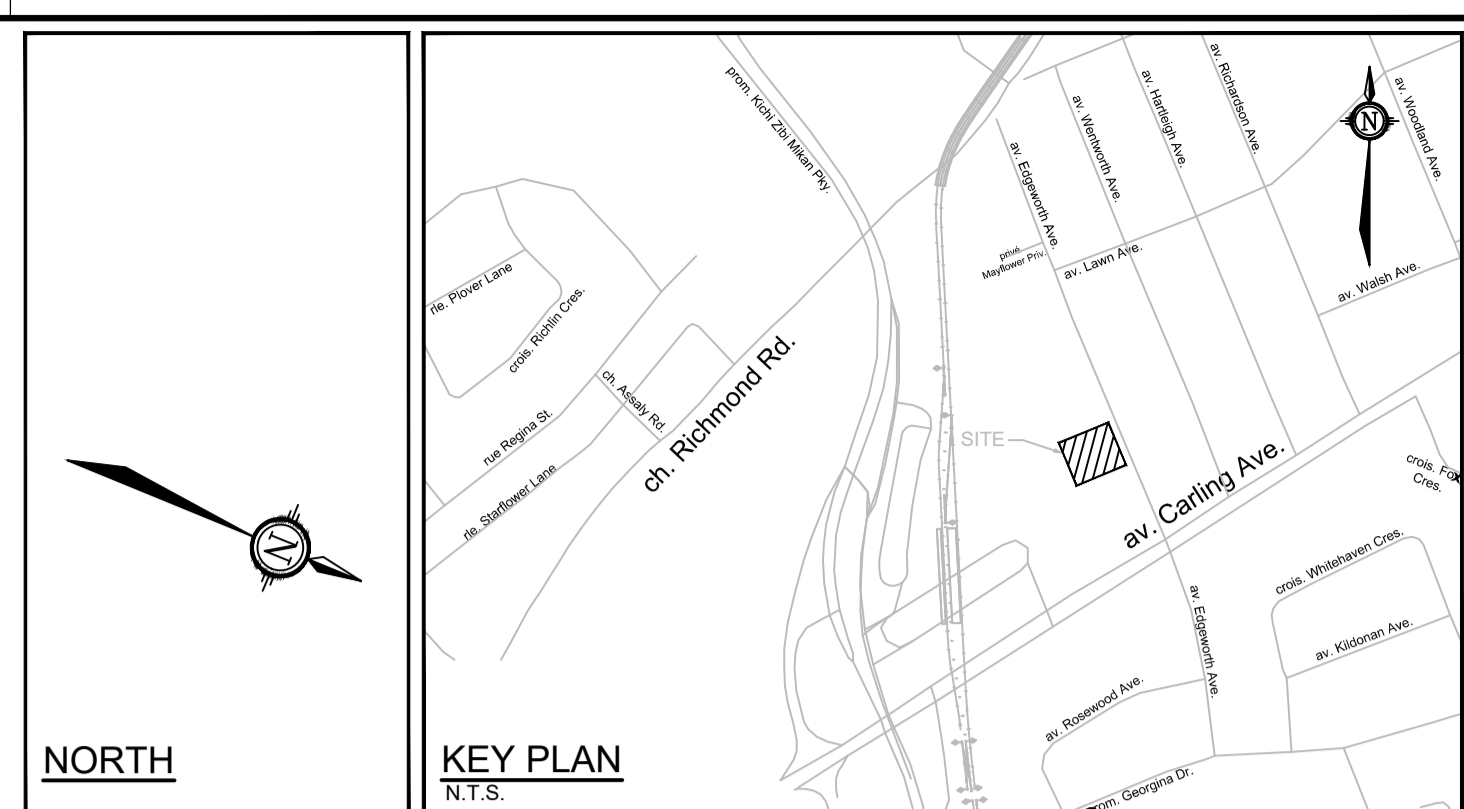 N
NORTH
prom. Kichi Zibi Mikan Pky.
av. Edgeworth Ave.
av. Wentworth Ave.
av. Hartleigh Ave.
av. Richardson Ave.
av. Woodland Ave.
N
privé
Mayflower Priv.
av. Lawn Ave.
av. Walsh Ave.
rle. Plover Lane
crois. Richlin Cres.
ch. Assaly Rd.
rue Regina St.
rle. Starflower Lane
ch. Richmond Rd.
SITE
av. Carling Ave.
crois. Fox
Cres.
crois. Whitehaven Cres.
av. Kildonan Ave.
av. Edgeworth Ave.
av. Rosewood Ave.
rom. Georgina Dr.
KEY PLAN
N.T.S.